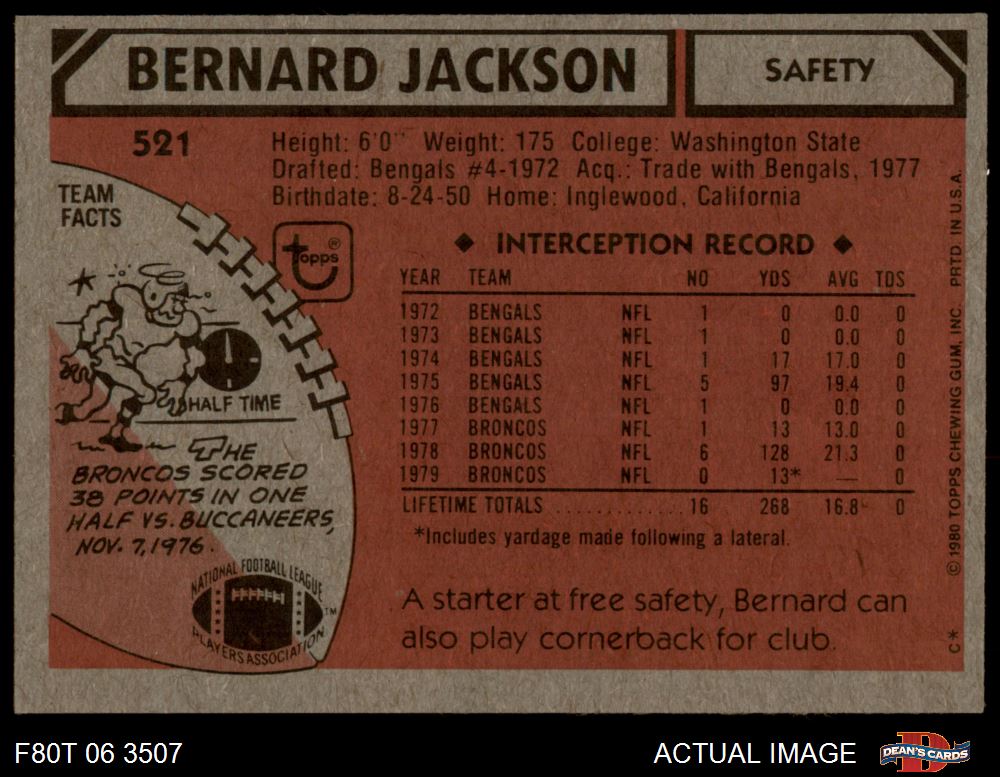 BERNARD JACKSON
SAFETY
521
Height: 6'0" Weight: 175 College: Washington State
Drafted: Bengals #4-1972 Acq.: Trade with Bengals, 1977
Birthdate: 8-24-50 Home: Inglewood, California
TEAM
FACTS
topps®
HALF TIME
THE
BRONCOS SCORED
38 POINTS IN ONE
HALF VS. BUCCANEERS,
NOV. 7, 1976.
NATIONAL FOOTBALL LEAGUE
PLAYERS ASSOCIATION
TM
◆ INTERCEPTION RECORD ◆
YEAR TEAM NO YDS AVG TDS
1972 BENGALS NFL 1 0 0.0 0
1973 BENGALS NFL 1 0 0.0 0
1974 BENGALS NFL 1 17 17.0 0
1975 BENGALS NFL 5 97 19.4 0
1976 BENGALS NFL 1 0 0.0 0
1977 BRONCOS NFL 1 13 13.0 0
1978 BRONCOS NFL 6 128 21.3 0
1979 BRONCOS NFL 0 13* — 0
LIFETIME TOTALS ............ 16 268 16.8 0
*Includes yardage made following a lateral.
A starter at free safety, Bernard can
also play cornerback for club.
© 1980 TOPPS CHEWING GUM, INC. PRTD. IN U.S.A.
C*
F80T 06 3507
ACTUAL IMAGE
DEAN'S CARDS